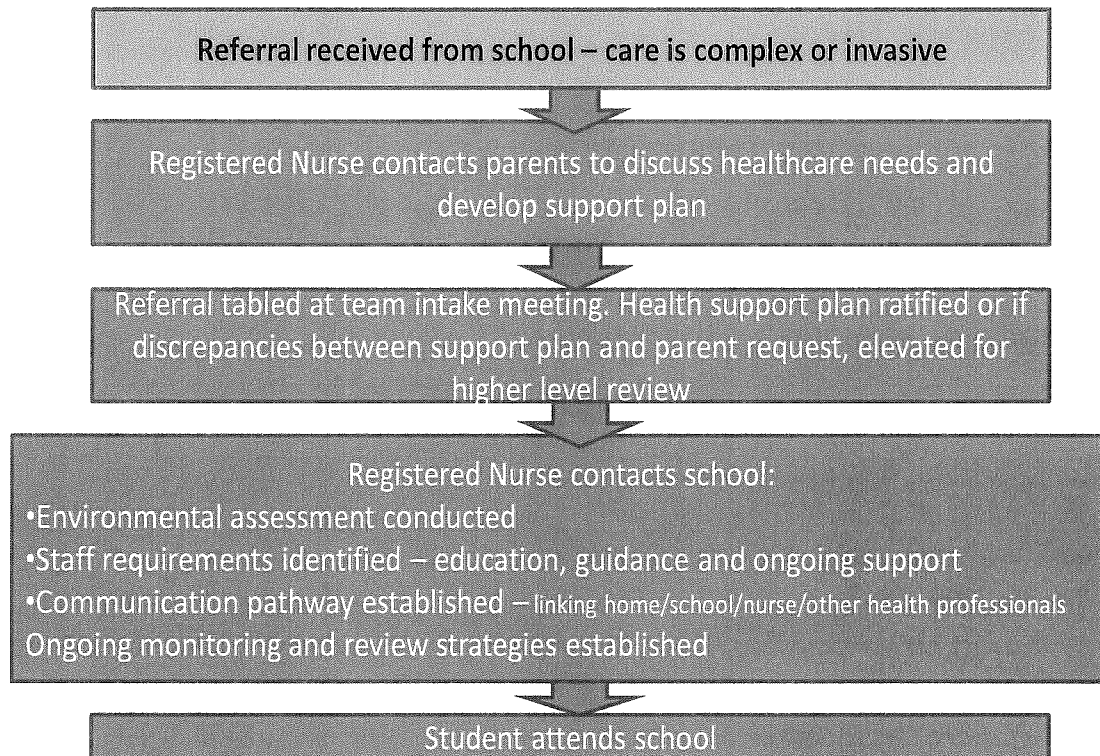 Referral received from school – care is complex or invasive
Registered Nurse contacts parents to discuss healthcare needs and
develop support plan
Referral tabled at team intake meeting. Health support plan ratified or if
discrepancies between support plan and parent request, elevated for
higher level review
Registered Nurse contacts school:
•Environmental assessment conducted
•Staff requirements identified – education, guidance and ongoing support
•Communication pathway established – linking home/school/nurse/other health professionals
Ongoing monitoring and review strategies established
Student attends school